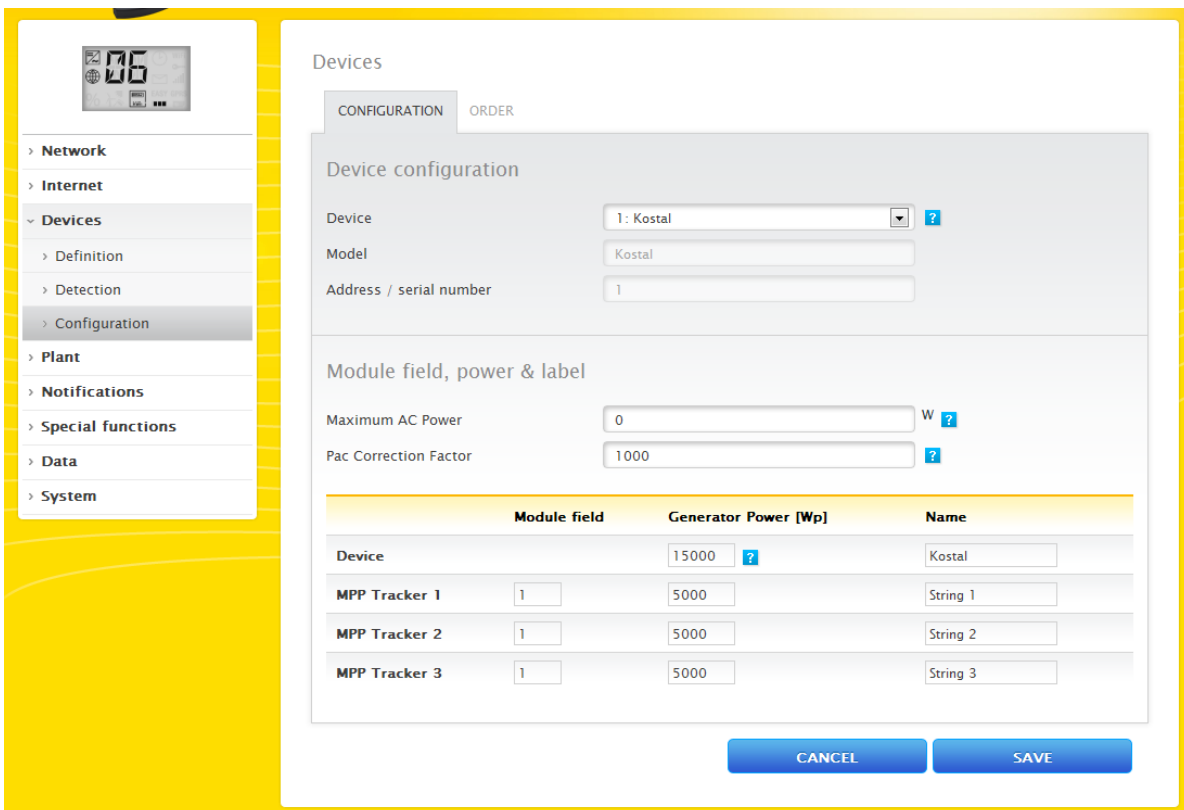 06
Network
Internet
Devices
Definition
Detection
Configuration
Plant
Notifications
Special functions
Data
System
Devices
CONFIGURATION ORDER
Device configuration
Device 1: Kostal ?
Model Kostal
Address / serial number 1
Module field, power & label
Maximum AC Power 0 W ?
Pac Correction Factor 1000 ?
Module field Generator Power [Wp] Name
Device 15000 ? Kostal
MPP Tracker 1 1 5000 String 1
MPP Tracker 2 1 5000 String 2
MPP Tracker 3 1 5000 String 3
CANCEL SAVE